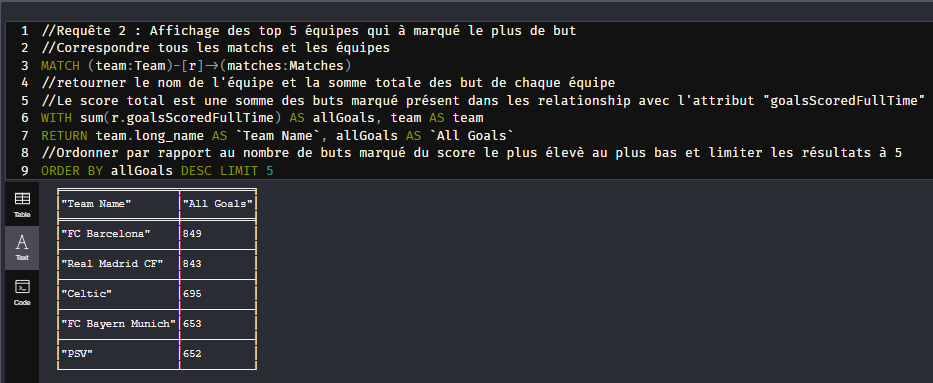 1 //Requête 2 : Affichage des top 5 équipes qui à marqué le plus de but
2 //Correspondre tous les matchs et les équipes
3 MATCH (team:Team)-[r]->(matches:Matches)
4 //retourner le nom de l'équipe et la somme totale des but de chaque équipe
5 //Le score total est une somme des buts marqué présent dans les relationship avec l'attribut "goalsScoredFullTime"
6 WITH sum(r.goalsScoredFullTime) AS allGoals, team AS team
7 RETURN team.long_name AS `Team Name`, allGoals AS `All Goals`
8 //Ordonner par rapport au nombre de buts marqué du score le plus élevè au plus bas et limiter les résultats à 5
9 ORDER BY allGoals DESC LIMIT 5
Table
Text
Code
"Team Name" "All Goals"
"FC Barcelona" 849
"Real Madrid CF" 843
"Celtic" 695
"FC Bayern Munich" 653
"PSV" 652